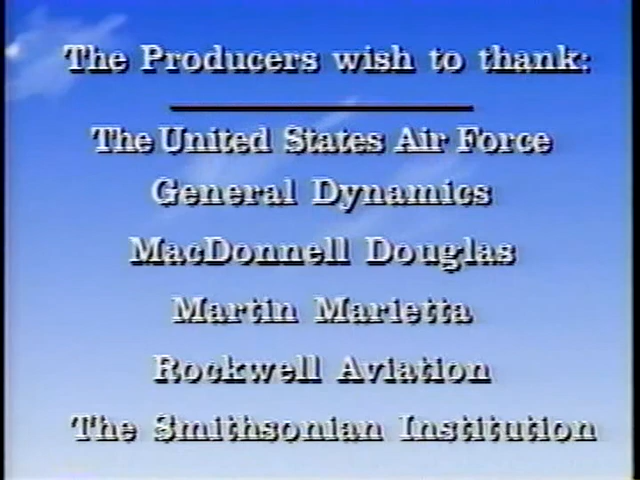 The Producers wish to thank:
The United States Air Force
General Dynamics
MacDonnell Douglas
Martin Marietta
Rockwell Aviation
The Smithsonian Institution